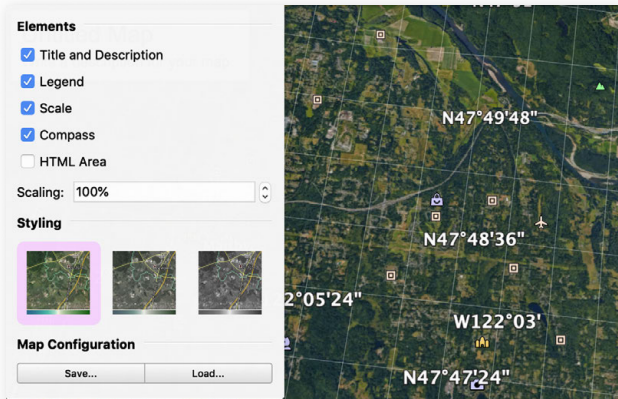 Elements
Title and Description
Legend
Scale
Compass
HTML Area
Scaling: 100%
Styling
Map Configuration
Save... Load...
N47°49'48"
N47°48'36"
2°05'24"
W122°03'
N47°47'24"